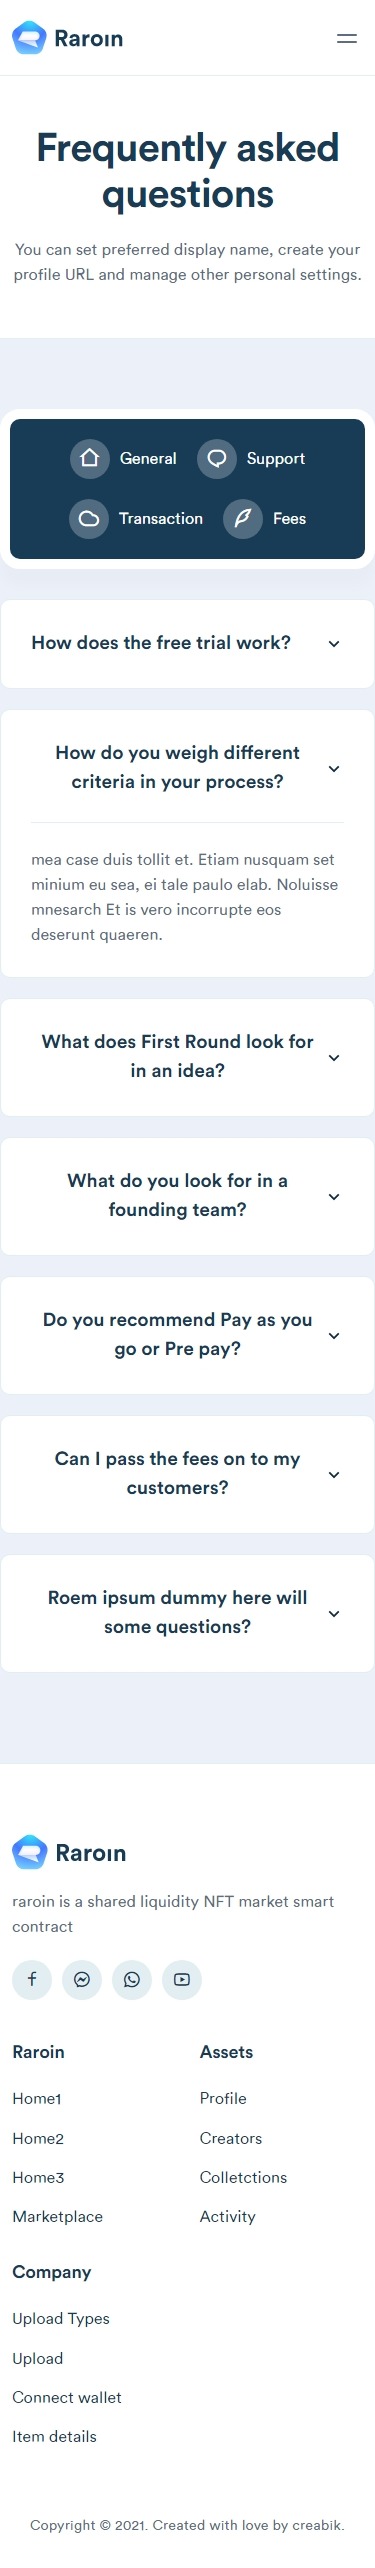 Raroin
Frequently asked
questions
You can set preferred display name, create your
profile URL and manage other personal settings.
General
Support
Transaction
Fees
How does the free trial work?
How do you weigh different
criteria in your process?
mea case duis tollit et. Etiam nusquam set
minium eu sea, ei tale paulo elab. Noluisse
mnesarch Et is vero incorrupte eos
deserunt quaeren.
What does First Round look for
in an idea?
What do you look for in a
founding team?
Do you recommend Pay as you
go or Pre pay?
Can I pass the fees on to my
customers?
Roem ipsum dummy here will
some questions?
Raroin
raroin is a shared liquidity NFT market smart
contract
Raroin
Home1
Home2
Home3
Marketplace
Assets
Profile
Creators
Colletctions
Activity
Company
Upload Types
Upload
Connect wallet
Item details
Copyright © 2021. Created with love by creabik.